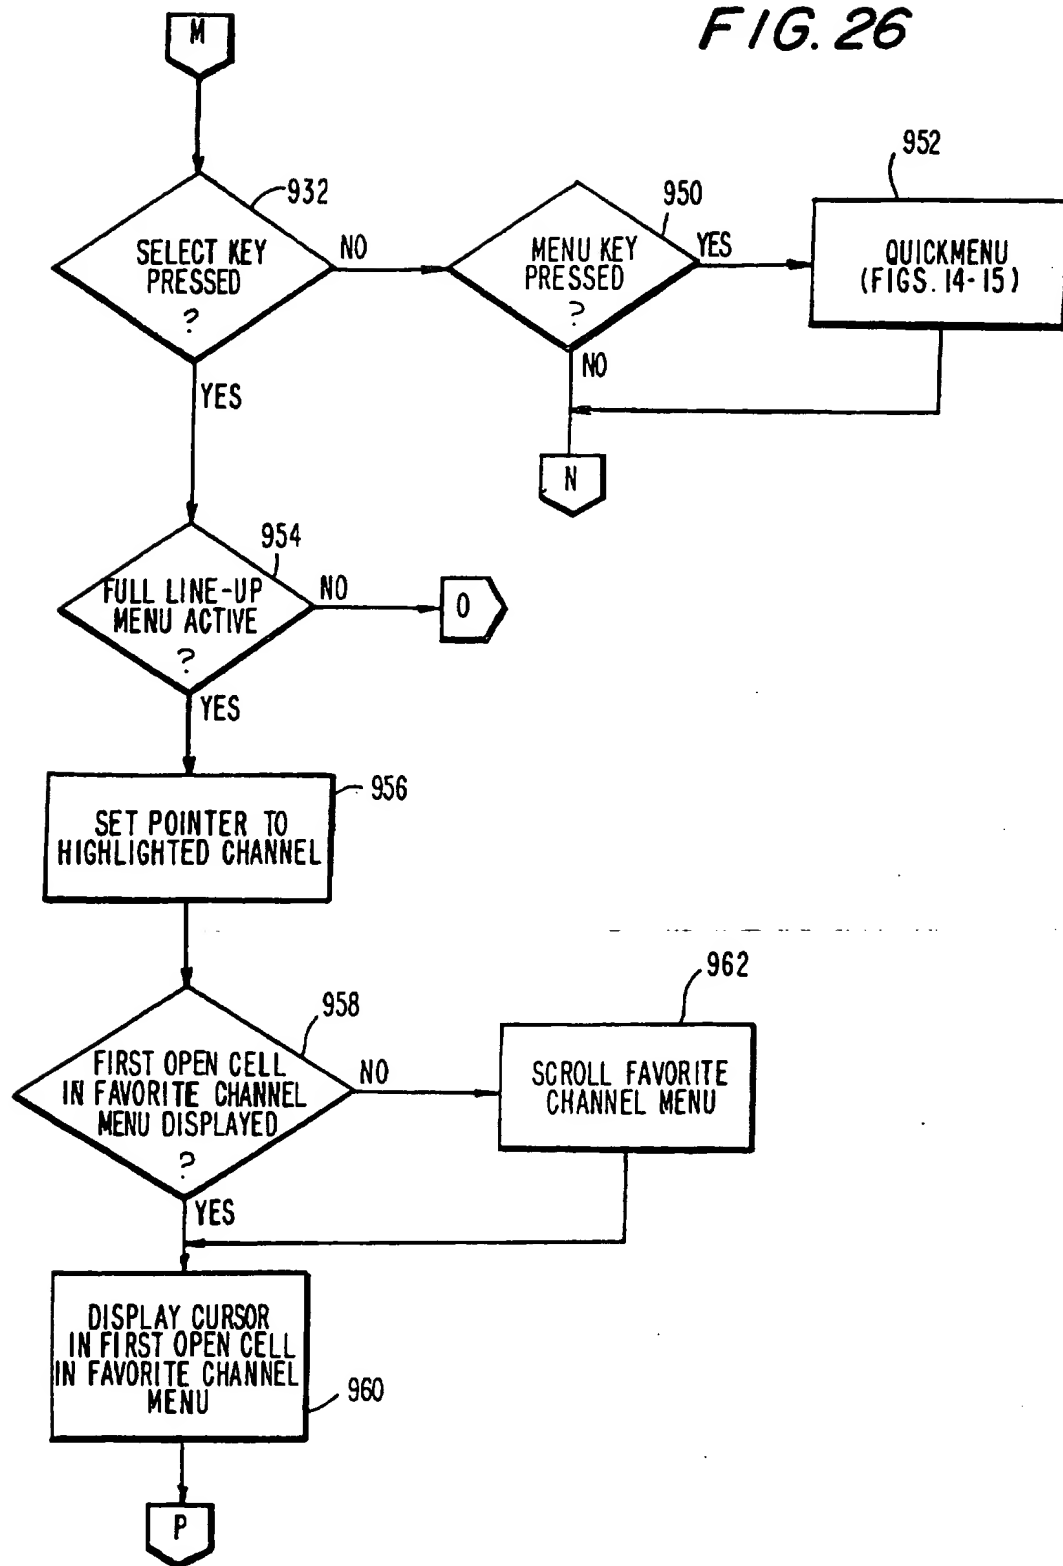 FIG. 26
M
932
SELECT KEY
PRESSED
?
NO
950
MENU KEY
PRESSED
?
YES
952
QUICKMENU
(FIGS. 14-15)
NO
N
YES
954
FULL LINE-UP
MENU ACTIVE
?
NO
O
YES
956
SET POINTER TO
HIGHLIGHTED CHANNEL
958
FIRST OPEN CELL
IN FAVORITE CHANNEL
MENU DISPLAYED
?
NO
962
SCROLL FAVORITE
CHANNEL MENU
YES
DISPLAY CURSOR
IN FIRST OPEN CELL
IN FAVORITE CHANNEL
MENU
960
P